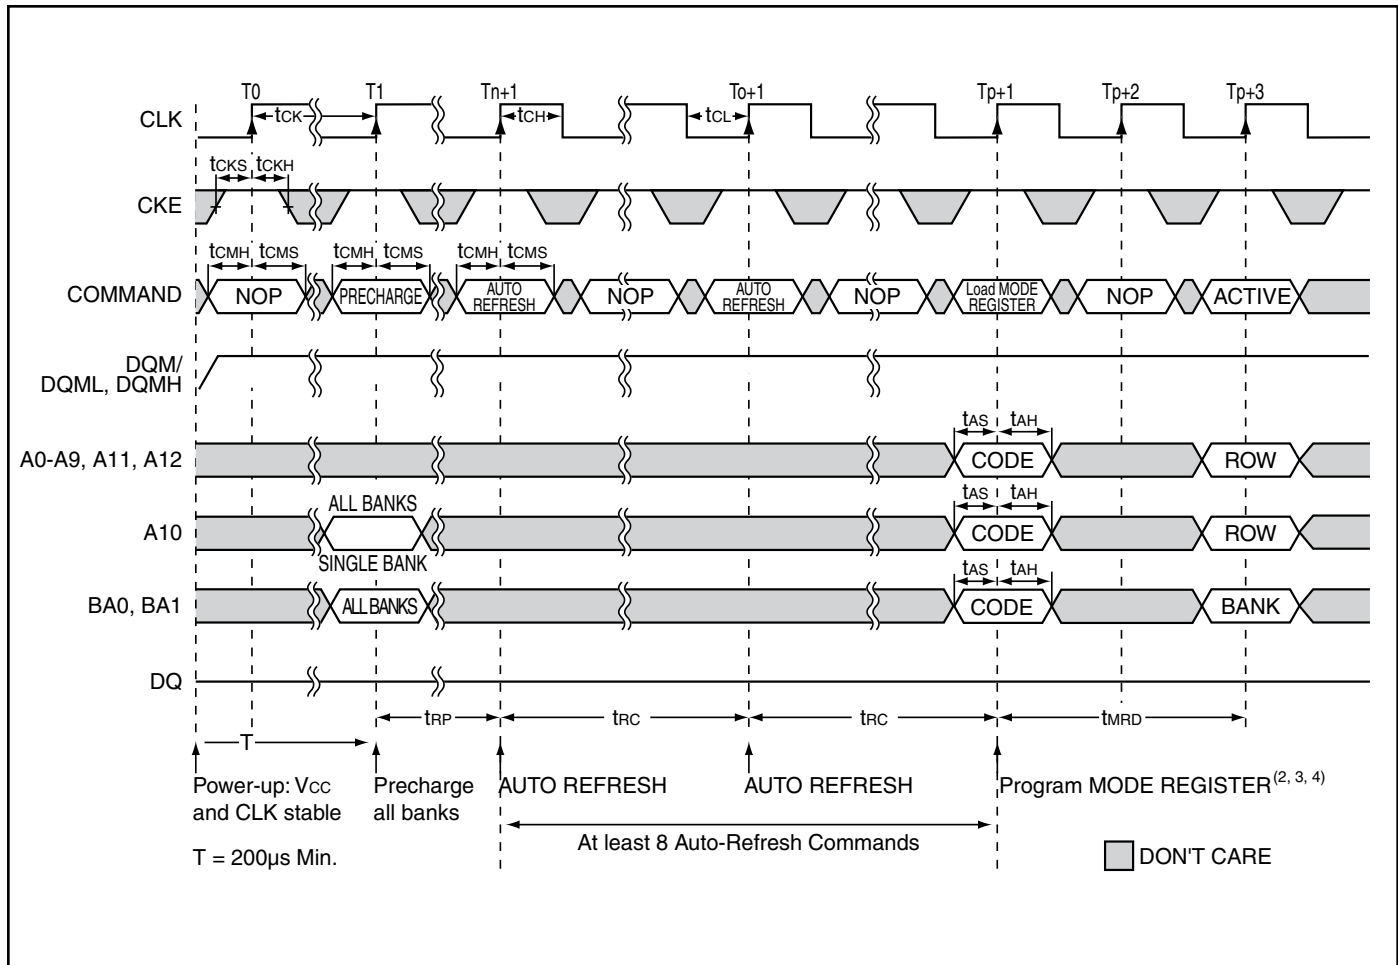 T0 T1 Tn+1 To+1 Tp+1 Tp+2 Tp+3
CLK tCK tCH tCL
tCKS tCKH
CKE
tCMH tCMS tCMH tCMS tCMH tCMS
COMMAND NOP PRECHARGE AUTO REFRESH NOP AUTO REFRESH NOP Load MODE REGISTER NOP ACTIVE
DQM/
DQML, DQMH
tAS tAH
A0-A9, A11, A12 CODE ROW
ALL BANKS tAS tAH
A10 CODE ROW
SINGLE BANK tAS tAH
BA0, BA1 ALL BANKS CODE BANK
DQ
tRP tRC tRC tMRD
T
Power-up: VCC Precharge AUTO REFRESH AUTO REFRESH Program MODE REGISTER(2, 3, 4)
and CLK stable all banks
At least 8 Auto-Refresh Commands
T = 200µs Min. DON'T CARE